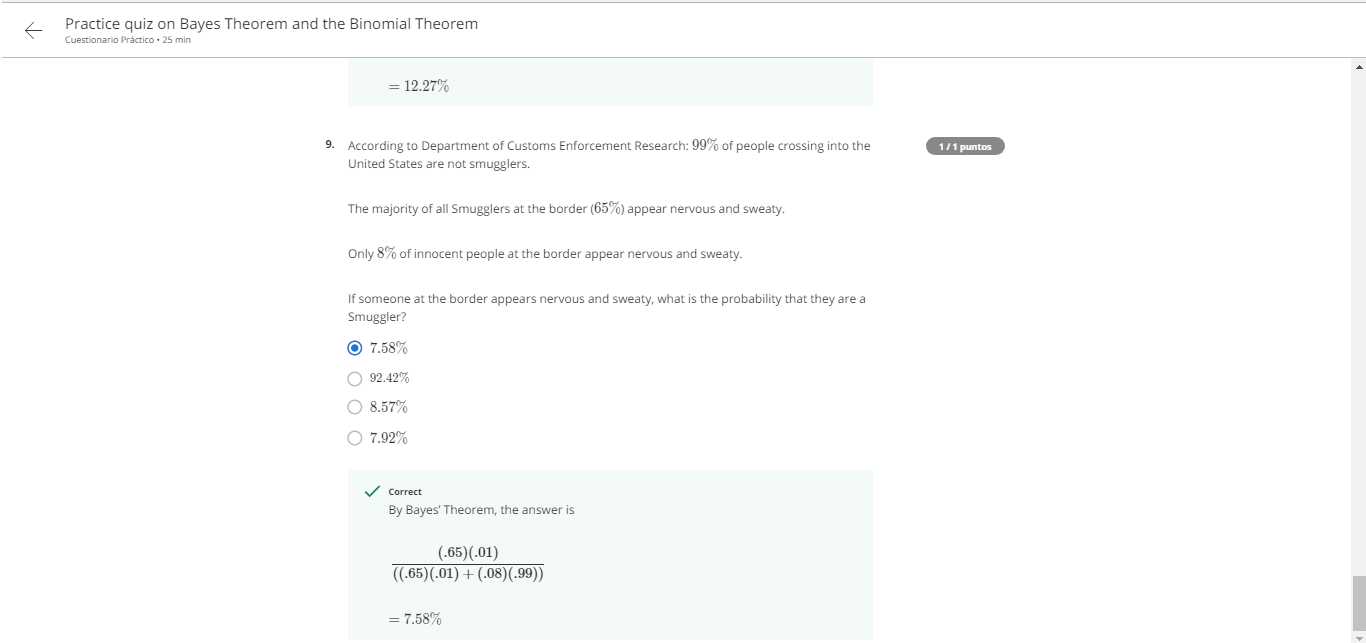 Practice quiz on Bayes Theorem and the Binomial Theorem
Cuestionario Práctico • 25 min
= 12.27%
9. According to Department of Customs Enforcement Research: 99% of people crossing into the
United States are not smugglers.
1 / 1 puntos
The majority of all Smugglers at the border (65%) appear nervous and sweaty.
Only 8% of innocent people at the border appear nervous and sweaty.
If someone at the border appears nervous and sweaty, what is the probability that they are a
Smuggler?
7.58%
92.42%
8.57%
7.92%
Correct
By Bayes' Theorem, the answer is
(.65)(.01)
((.65)(.01) + (.08)(.99))
= 7.58%